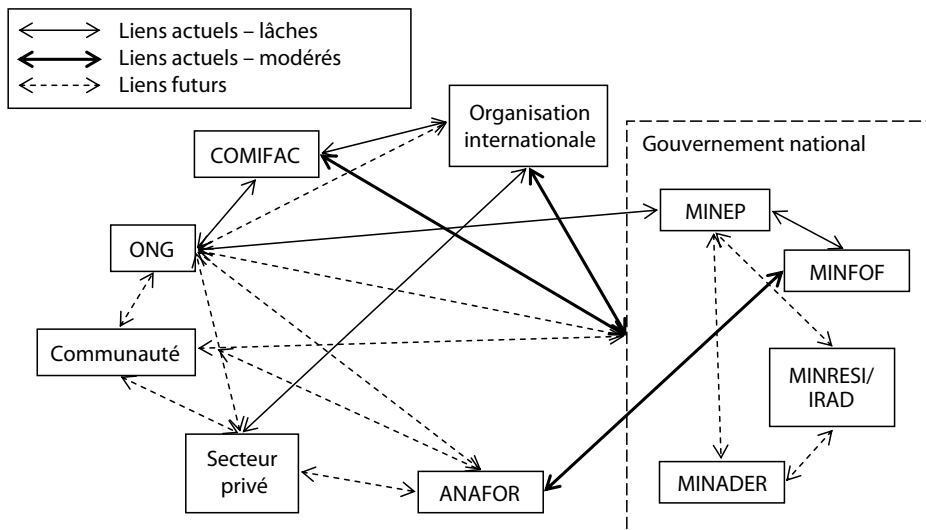 Liens actuels – lâches
Liens actuels – modérés
Liens futurs
Organisation
internationale
COMIFAC
Gouvernement national
MINEP
ONG
MINFOF
Communauté
MINRESI/
IRAD
Secteur
privé
ANAFOR
MINADER